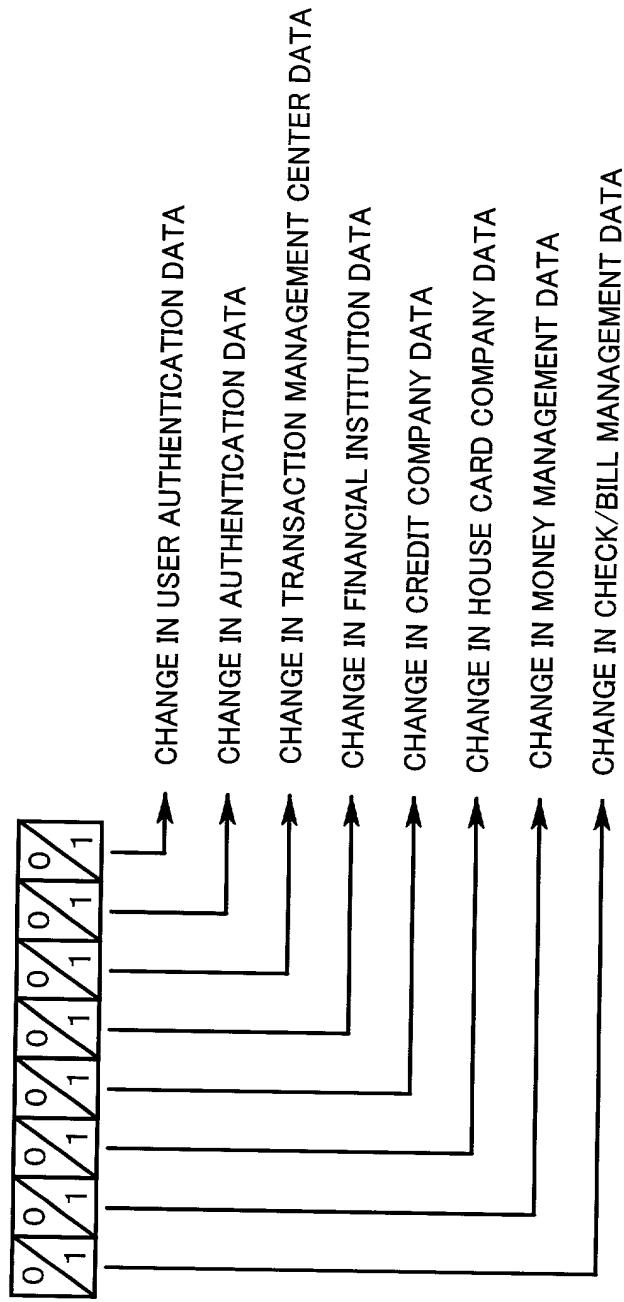 0/1 0/1 0/1 0/1 0/1 0/1 0/1 0/1
CHANGE IN USER AUTHENTICATION DATA
CHANGE IN AUTHENTICATION DATA
CHANGE IN TRANSACTION MANAGEMENT CENTER DATA
CHANGE IN FINANCIAL INSTITUTION DATA
CHANGE IN CREDIT COMPANY DATA
CHANGE IN HOUSE CARD COMPANY DATA
CHANGE IN MONEY MANAGEMENT DATA
CHANGE IN CHECK/BILL MANAGEMENT DATA